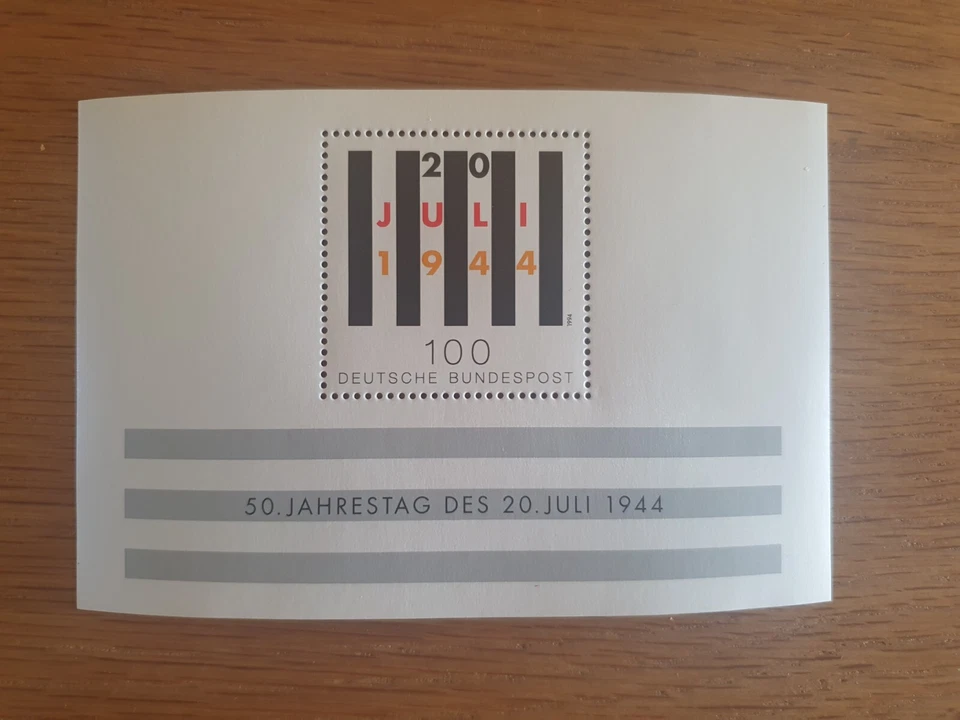 20
JULI
1944
1994
100
DEUTSCHE BUNDESPOST
50. JAHRESTAG DES 20. JULI 1944